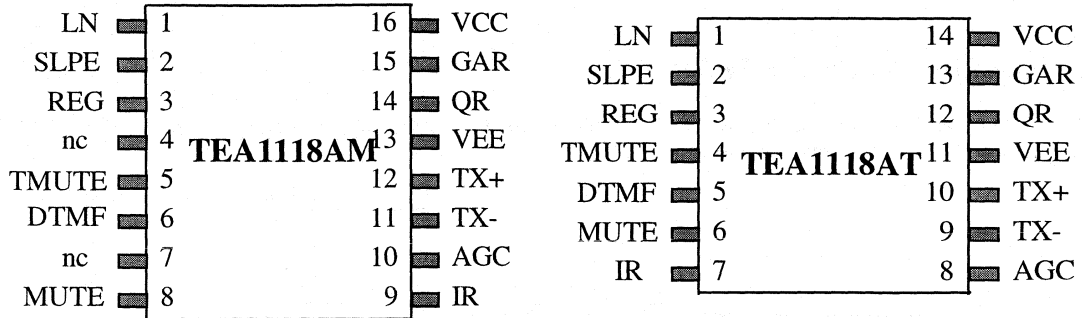 LN 1 16 VCC
SLPE 2 15 GAR
REG 3 14 QR
nc 4 TEA1118AM 13 VEE
TMUTE 5 12 TX+
DTMF 6 11 TX-
nc 7 10 AGC
MUTE 8 9 IR
LN 1 14 VCC
SLPE 2 13 GAR
REG 3 12 QR
TMUTE 4 TEA1118AT 11 VEE
DTMF 5 10 TX+
MUTE 6 9 TX-
IR 7 8 AGC